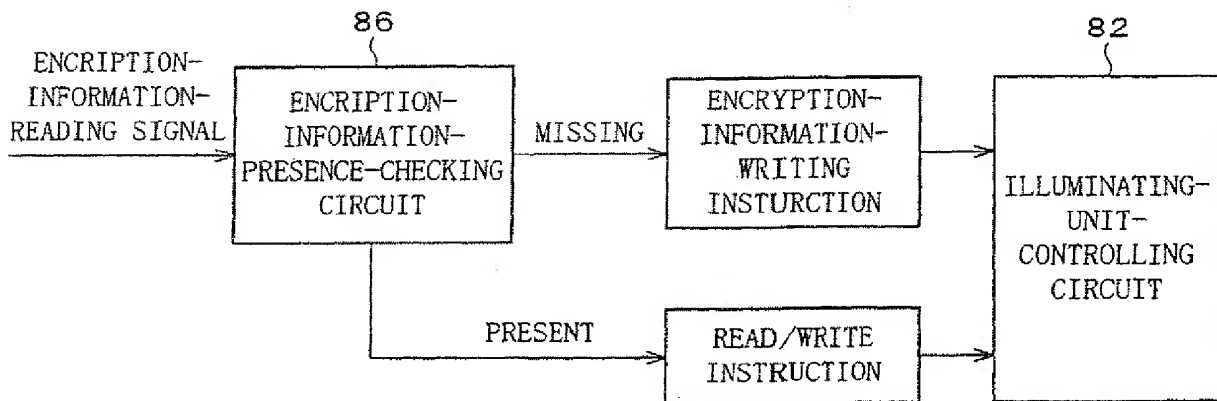 86
82
ENCRIPTION-
INFORMATION-
READING SIGNAL
ENCRIPTION-
INFORMATION-
PRESENCE-CHECKING
CIRCUIT
MISSING
ENCRYPTION-
INFORMATION-
WRITING
INSTURCTION
ILLUMINATING-
UNIT-
CONTROLLING
CIRCUIT
PRESENT
READ/WRITE
INSTRUCTION